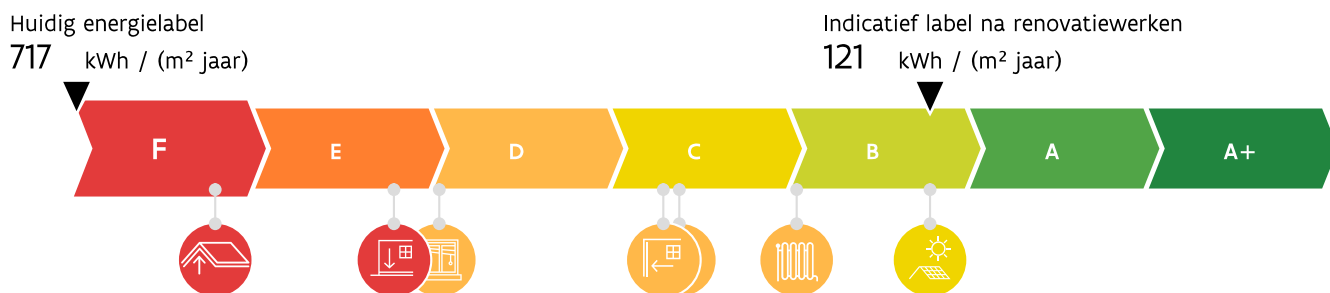 Huidig energielabel
717 kWh / (m² jaar)
Indicatief label na renovatiewerken
121 kWh / (m² jaar)
F E D C B A A+